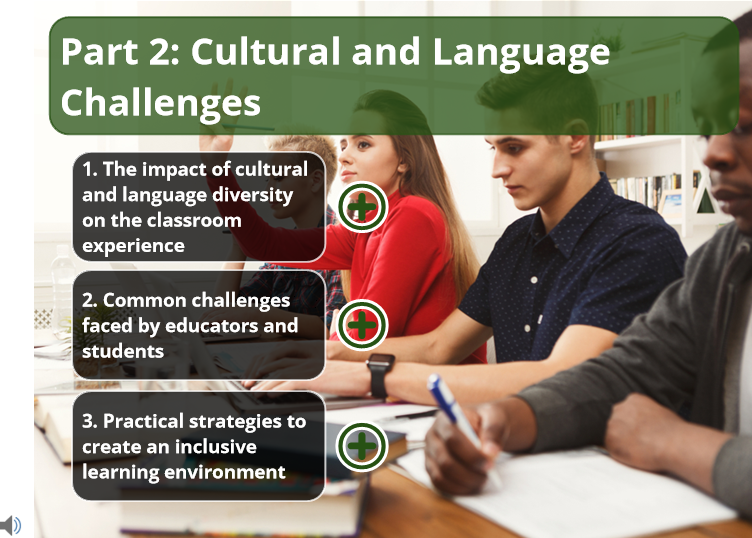 Part 2: Cultural and Language
Challenges
1. The impact of cultural
and language diversity
on the classroom
experience
2. Common challenges
faced by educators and
students
3. Practical strategies to
create an inclusive
learning environment